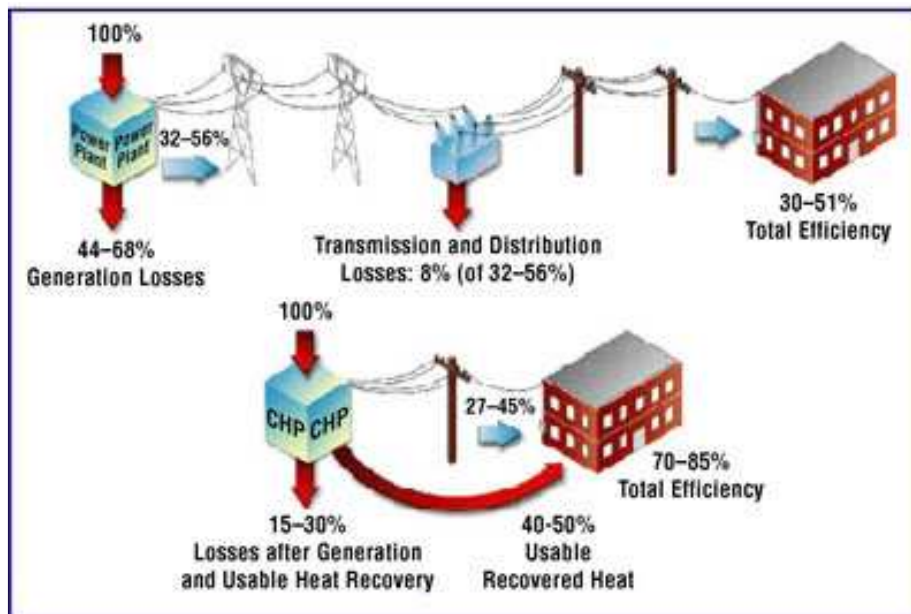 100%
Power Plant
Power Plant
32–56%
44–68%
Generation Losses
Transmission and Distribution
Losses: 8% (of 32–56%)
30–51%
Total Efficiency
100%
CHP CHP
27–45%
70–85%
Total Efficiency
15–30%
Losses after Generation
and Usable Heat Recovery
40-50%
Usable
Recovered Heat